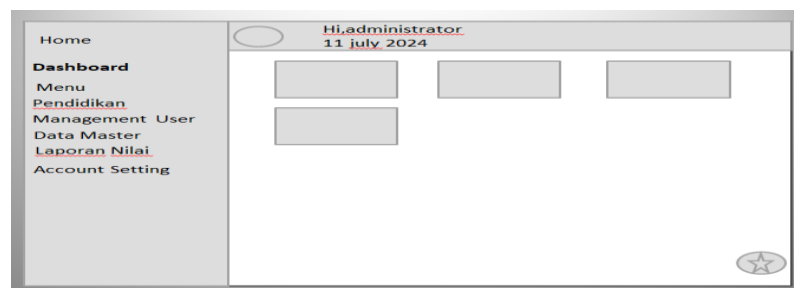 Home
Dashboard
Menu
Pendidikan
Management User
Data Master
Laporan Nilai
Account Setting
Hi,administrator
11 july 2024